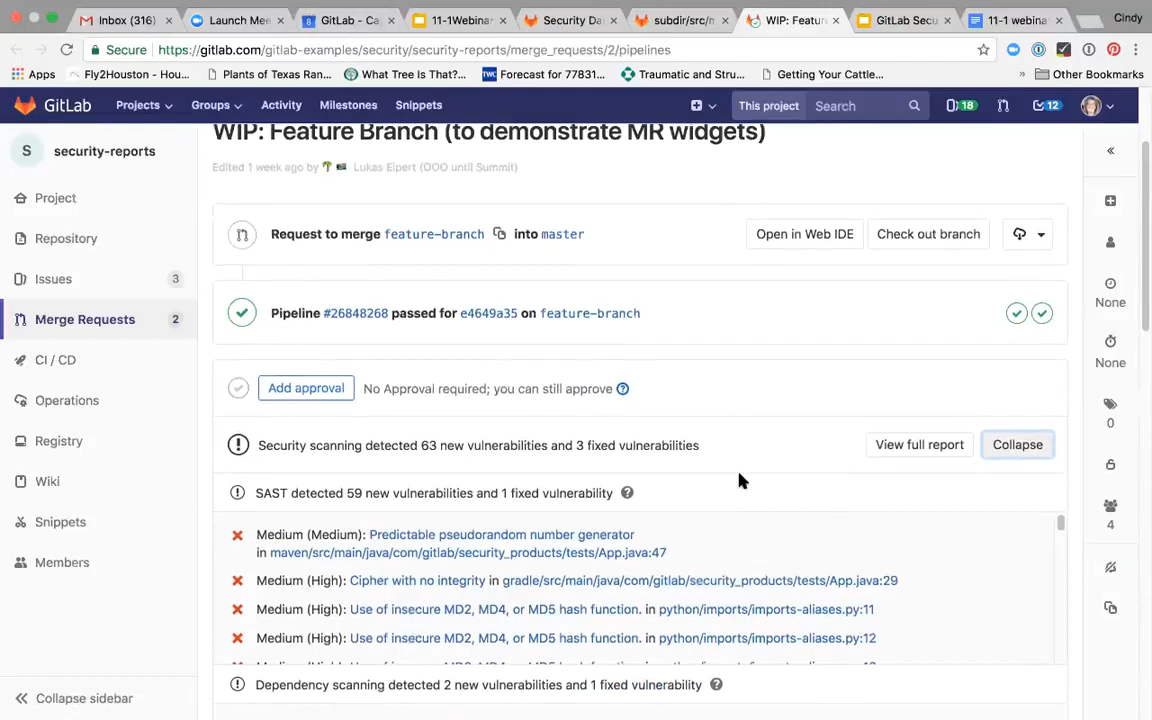 Inbox (316)
Launch Me
GitLab - Ca
11-1Webina
Security Da
subdir/src/m
WIP: Featur
GitLab Secu
11-1 webina
Cindy
Secure
https://gitlab.com/gitlab-examples/security/security-reports/merge_requests/2/pipelines
Apps
Fly2Houston - Hou...
Plants of Texas Ran...
What Tree Is That?...
Forecast for 77831...
Traumatic and Stru...
Getting Your Cattle...
» Other Bookmarks
GitLab
Projects
Groups
Activity
Milestones
Snippets
This project
Search
18
12
S
security-reports
Project
Repository
Issues 3
Merge Requests 2
CI / CD
Operations
Registry
Wiki
Snippets
Members
Collapse sidebar
WIP: Feature Branch (to demonstrate MR widgets)
Edited 1 week ago by Lukas Eipert (OOO until Summit)
Request to merge feature-branch into master
Open in Web IDE
Check out branch
Pipeline #26848268 passed for e4649a35 on feature-branch
Add approval
No Approval required; you can still approve
Security scanning detected 63 new vulnerabilities and 3 fixed vulnerabilities
View full report
Collapse
SAST detected 59 new vulnerabilities and 1 fixed vulnerability
Medium (Medium): Predictable pseudorandom number generator
in maven/src/main/java/com/gitlab/security_products/tests/App.java:47
Medium (High): Cipher with no integrity in gradle/src/main/java/com/gitlab/security_products/tests/App.java:29
Medium (High): Use of insecure MD2, MD4, or MD5 hash function. in python/imports/imports-aliases.py:11
Medium (High): Use of insecure MD2, MD4, or MD5 hash function. in python/imports/imports-aliases.py:12
Dependency scanning detected 2 new vulnerabilities and 1 fixed vulnerability
None
None
0
4